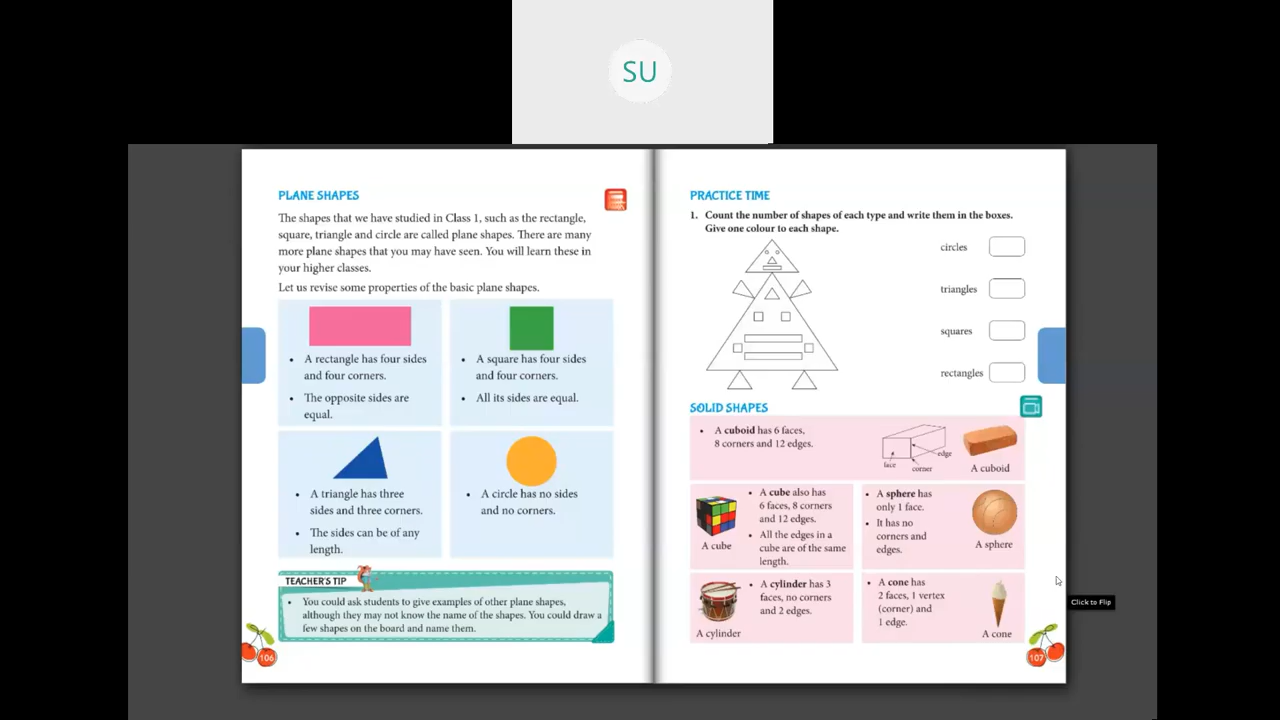 SU
PLANE SHAPES
The shapes that we have studied in Class 1, such as the rectangle,
square, triangle and circle are called plane shapes. There are many
more plane shapes that you may have seen. You will learn these in
your higher classes.
Let us revise some properties of the basic plane shapes.
• A rectangle has four sides
and four corners.
• The opposite sides are
equal.
• A square has four sides
and four corners.
• All its sides are equal.
• A triangle has three
sides and three corners.
• The sides can be of any
length.
• A circle has no sides
and no corners.
TEACHER'S TIP
• You could ask students to give examples of other plane shapes,
although they may not know the name of the shapes. You could draw a
few shapes on the board and name them.
106
PRACTICE TIME
1. Count the number of shapes of each type and write them in the boxes.
Give one colour to each shape.
circles
triangles
squares
rectangles
SOLID SHAPES
• A cuboid has 6 faces,
8 corners and 12 edges.
face
corner
edge
A cuboid
• A cube also has
6 faces, 8 corners
and 12 edges.
• All the edges in a
cube are of the same
length.
A cube
• A sphere has
only 1 face.
• It has no
corners and
edges.
A sphere
• A cylinder has 3
faces, no corners
and 2 edges.
A cylinder
• A cone has
2 faces, 1 vertex
(corner) and
1 edge.
A cone
107
Click to Flip